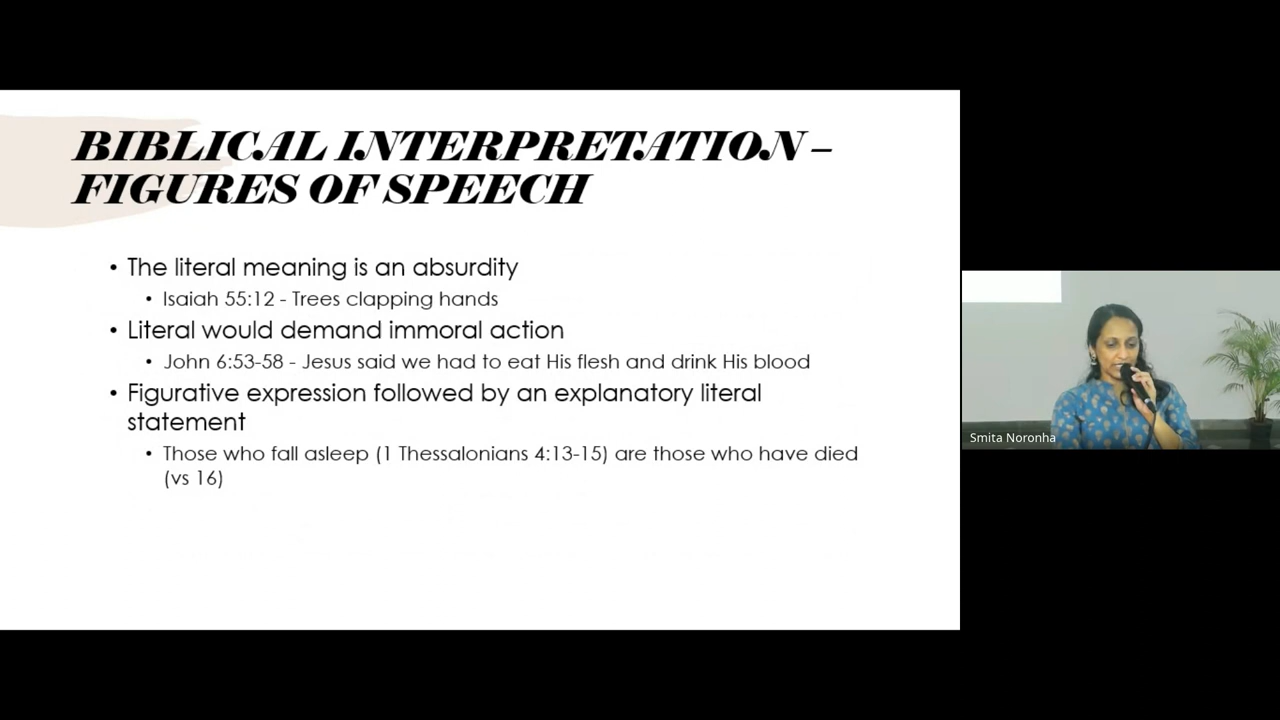 BIBLICAL INTERPRETATION –
FIGURES OF SPEECH
• The literal meaning is an absurdity
• Isaiah 55:12 - Trees clapping hands
• Literal would demand immoral action
• John 6:53-58 - Jesus said we had to eat His flesh and drink His blood
• Figurative expression followed by an explanatory literal
statement
• Those who fall asleep (1 Thessalonians 4:13-15) are those who have died
(vs 16)
Smita Noronha